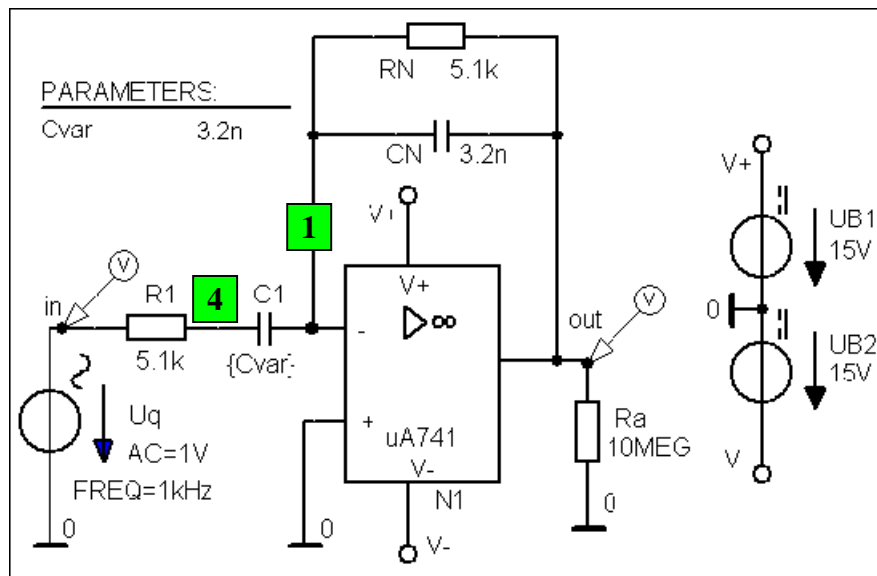 RN 5.1k
PARAMETERS:
Cvar 3.2n
CN 3.2n
V+
V+
1
UB1
15V
V+
in
V
R1
4
C1
out
V
0
-
∞
5.1k
{Cvar}
UB2
15V
Uq
+
uA741
Ra
10MEG
AC=1V
V-
FREQ=1kHz
N1
V
0
0
0
V-